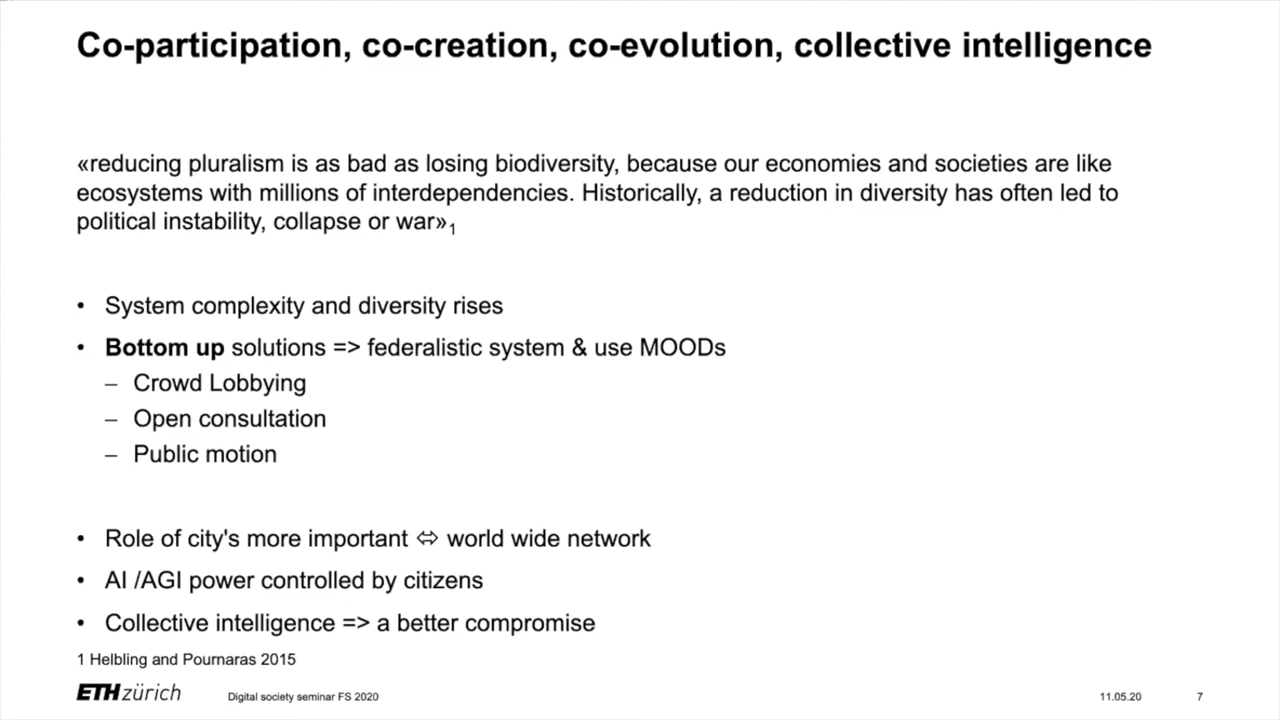 Co-participation, co-creation, co-evolution, collective intelligence
«reducing pluralism is as bad as losing biodiversity, because our economies and societies are like
ecosystems with millions of interdependencies. Historically, a reduction in diversity has often led to
political instability, collapse or war»1
• System complexity and diversity rises
• Bottom up solutions => federalistic system & use MOODs
– Crowd Lobbying
– Open consultation
– Public motion
• Role of city's more important ⬄ world wide network
• AI /AGI power controlled by citizens
• Collective intelligence => a better compromise
1 Helbling and Pournaras 2015
ETH zürich Digital society seminar FS 2020 11.05.20 7